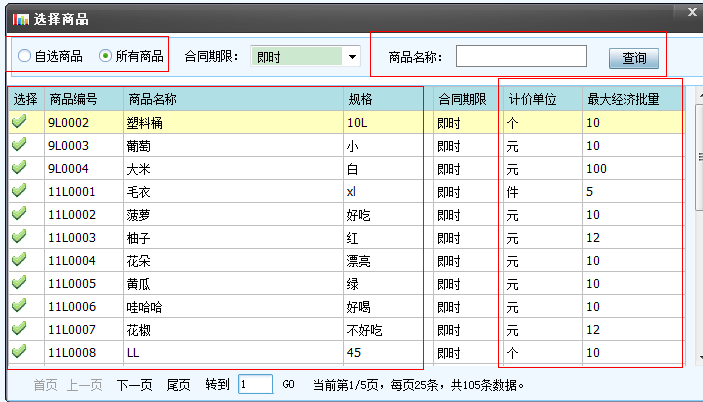 选择商品
自选商品 所有商品 合同期限： 即时 商品名称： 查询
选择 商品编号 商品名称 规格 合同期限 计价单位 最大经济批量
9L0002 塑料桶 10L 即时 个 10
9L0003 葡萄 小 即时 元 10
9L0004 大米 白 即时 元 100
11L0001 毛衣 xl 即时 件 5
11L0002 菠萝 好吃 即时 元 10
11L0003 柚子 红 即时 元 12
11L0004 花朵 漂亮 即时 元 10
11L0005 黄瓜 绿 即时 元 10
11L0006 哇哈哈 好喝 即时 元 10
11L0007 花椒 不好吃 即时 元 12
11L0008 LL 45 即时 个 10
首页 上一页 下一页 尾页 转到 1 GO 当前第1/5页，每页25条，共105条数据。